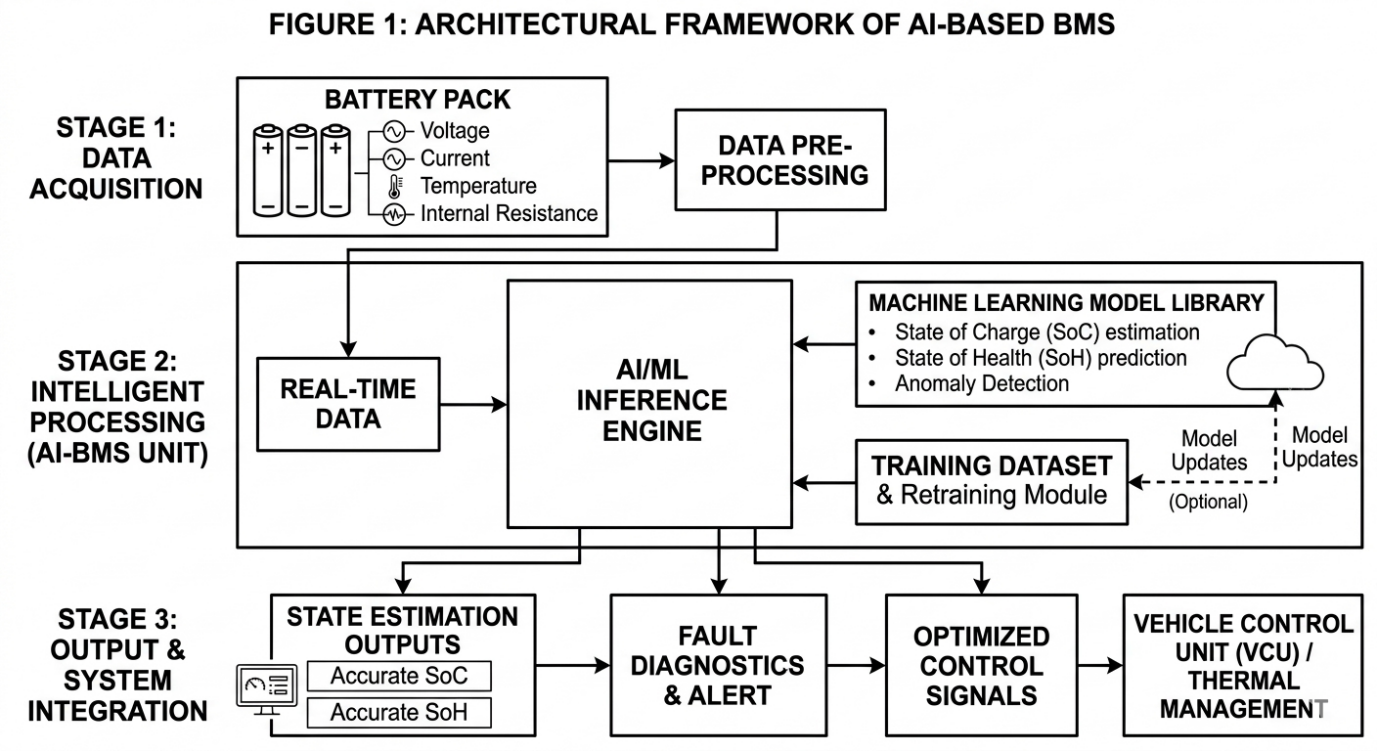 FIGURE 1: ARCHITECTURAL FRAMEWORK OF AI-BASED BMS
STAGE 1:
DATA
ACQUISITION
BATTERY PACK
+ - +
- - -
Voltage
Current
Temperature
Internal Resistance
DATA PRE-
PROCESSING
STAGE 2:
INTELLIGENT
PROCESSING
(AI-BMS UNIT)
REAL-TIME
DATA
AI/ML
INFERENCE
ENGINE
MACHINE LEARNING MODEL LIBRARY
• State of Charge (SoC) estimation
• State of Health (SoH) prediction
• Anomaly Detection
TRAINING DATASET
& Retraining Module
Model
Updates
(Optional)
Model
Updates
STAGE 3:
OUTPUT &
SYSTEM
INTEGRATION
STATE ESTIMATION
OUTPUTS
Accurate SoC
Accurate SoH
FAULT
DIAGNOSTICS
& ALERT
OPTIMIZED
CONTROL
SIGNALS
VEHICLE CONTROL
UNIT (VCU) /
THERMAL
MANAGEMENT